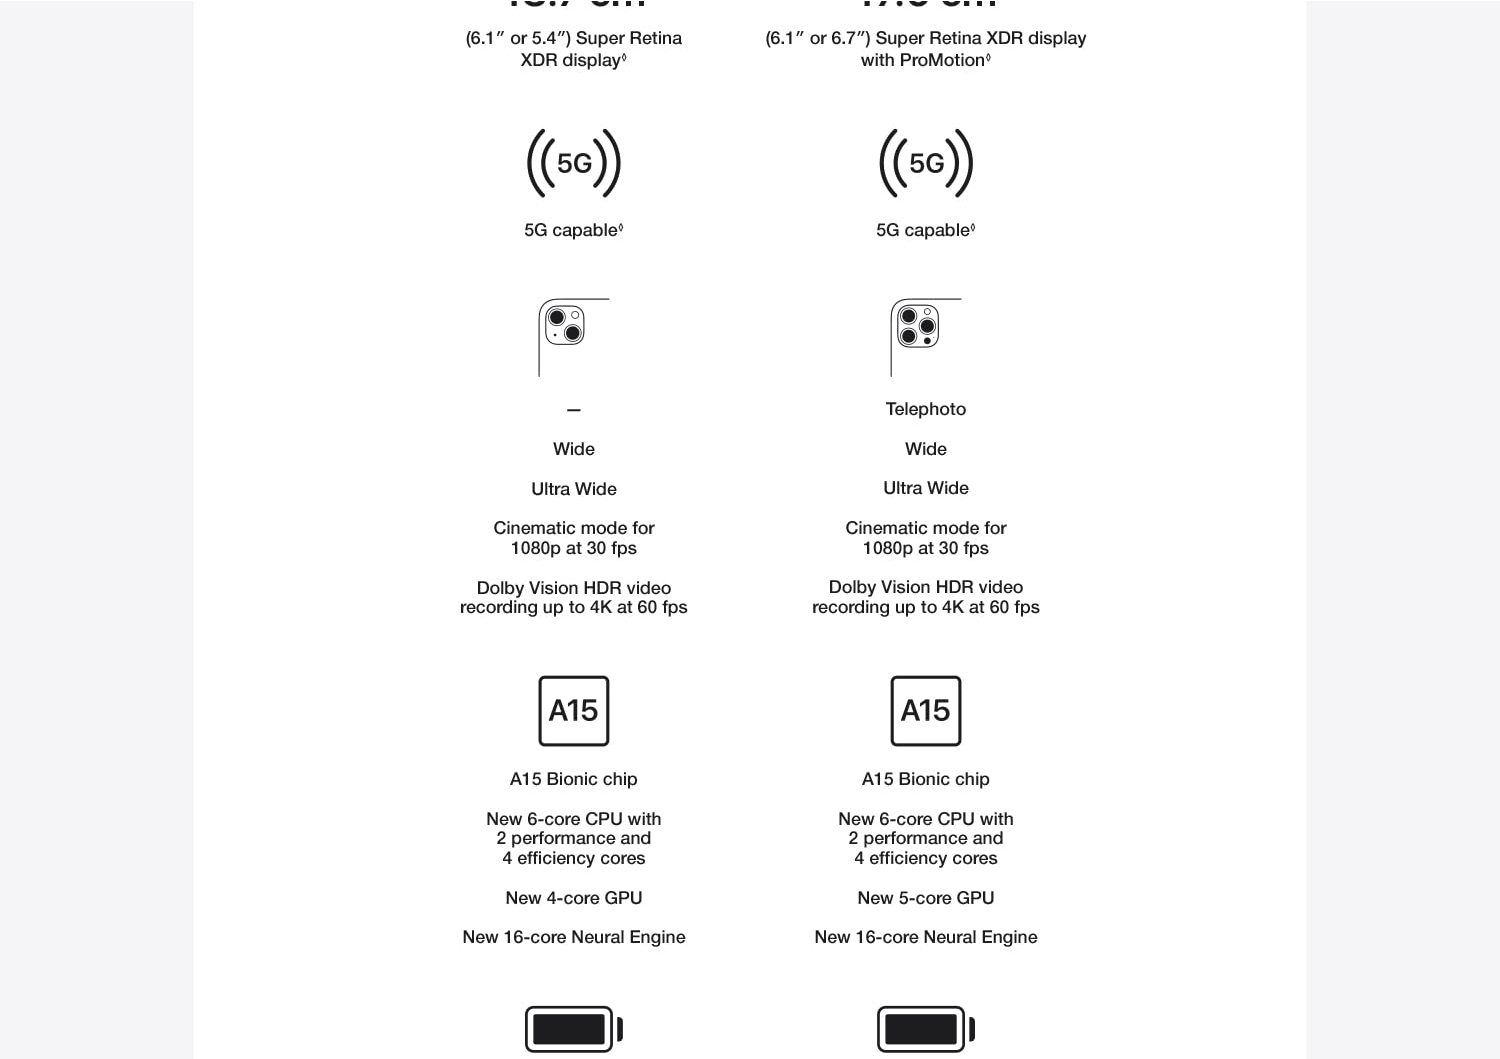 (6.1″ or 5.4″) Super Retina
XDR display◊
5G
5G capable◊
—
Wide
Ultra Wide
Cinematic mode for
1080p at 30 fps
Dolby Vision HDR video
recording up to 4K at 60 fps
A15
A15 Bionic chip
New 6-core CPU with
2 performance and
4 efficiency cores
New 4-core GPU
New 16-core Neural Engine
(6.1″ or 6.7″) Super Retina XDR display
with ProMotion◊
5G
5G capable◊
Telephoto
Wide
Ultra Wide
Cinematic mode for
1080p at 30 fps
Dolby Vision HDR video
recording up to 4K at 60 fps
A15
A15 Bionic chip
New 6-core CPU with
2 performance and
4 efficiency cores
New 5-core GPU
New 16-core Neural Engine